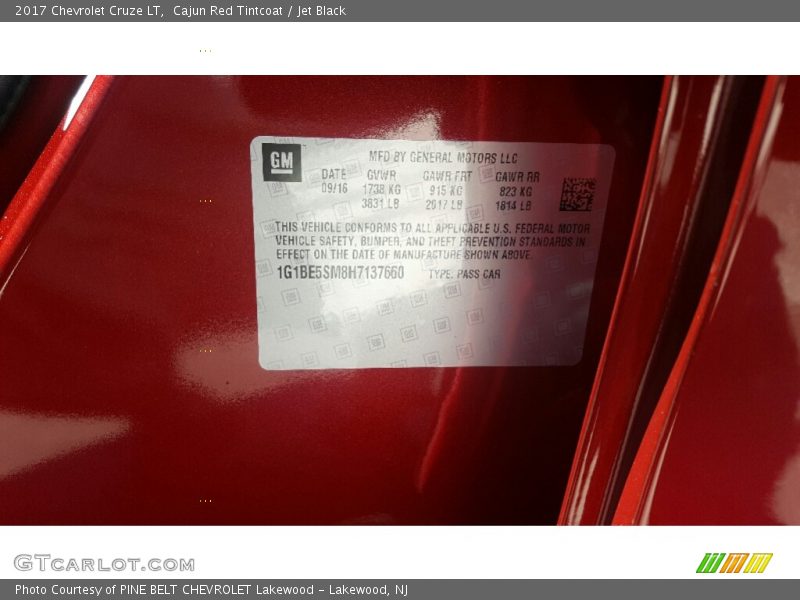 2017 Chevrolet Cruze LT,  Cajun Red Tintcoat / Jet Black
GM
MFD BY GENERAL MOTORS LLC
DATE GVWR GAWR FRT GAWR RR
09/16 1738 KG 915 KG 823 KG
3831 LB 2017 LB 1814 LB
THIS VEHICLE CONFORMS TO ALL APPLICABLE U.S. FEDERAL MOTOR
VEHICLE SAFETY, BUMPER, AND THEFT PREVENTION STANDARDS IN
EFFECT ON THE DATE OF MANUFACTURE SHOWN ABOVE.
1G1BE5SM8H7137660 TYPE: PASS CAR
GTCARLOT.COM
Photo Courtesy of PINE BELT CHEVROLET Lakewood - Lakewood, NJ